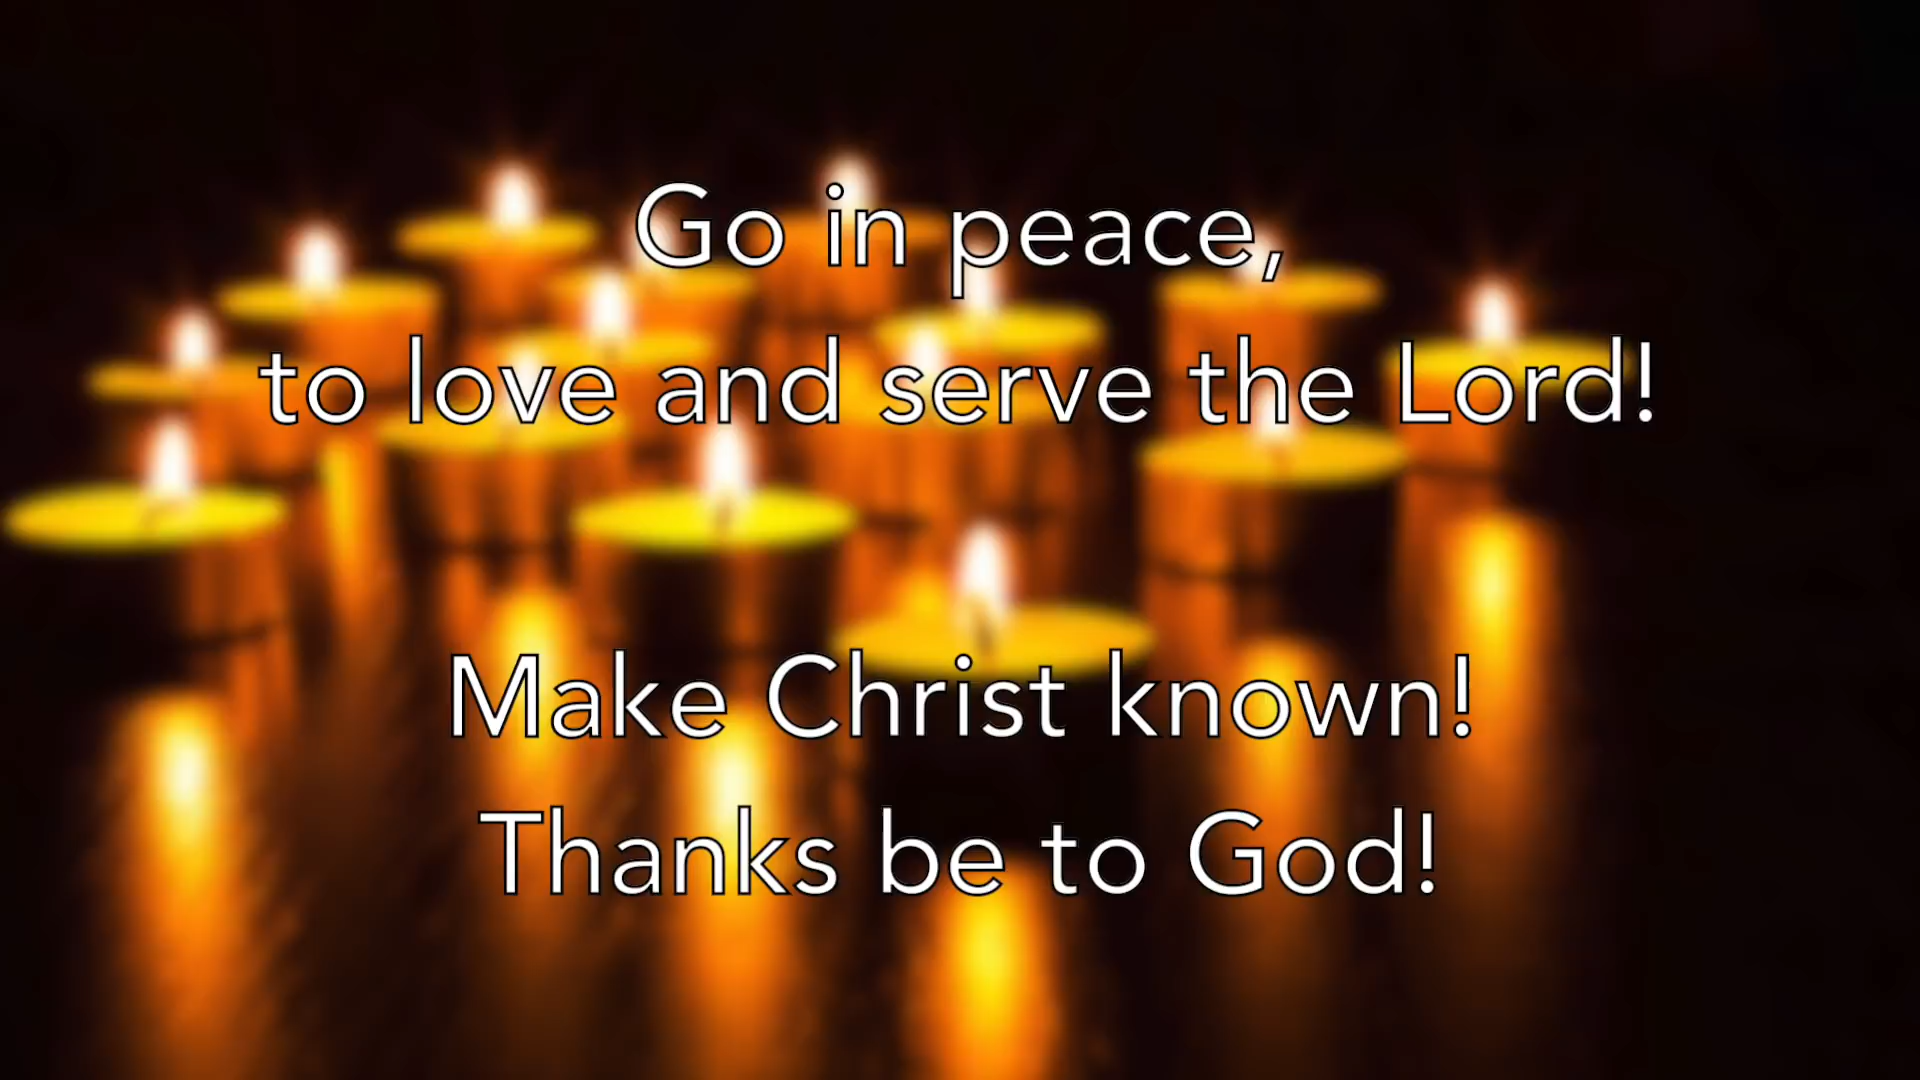 Go in peace,
to love and serve the Lord!
Make Christ known!
Thanks be to God!